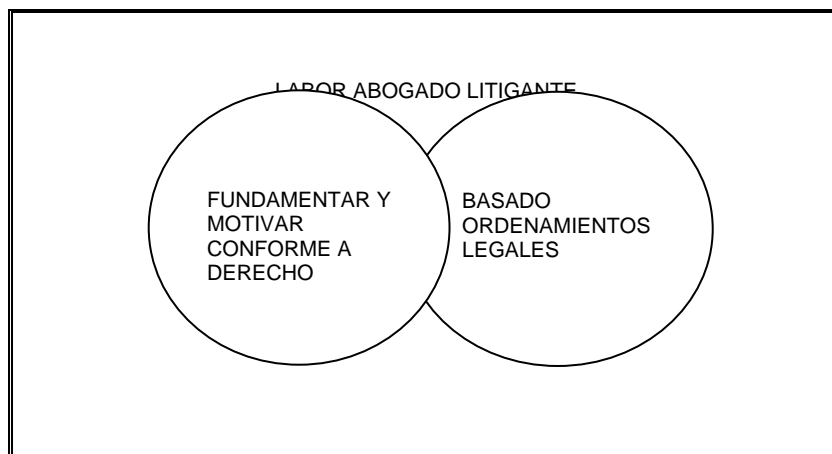 LABOR ABOGADO LITIGANTE
FUNDAMENTAR Y
MOTIVAR
CONFORME A
DERECHO
BASADO
ORDENAMIENTOS
LEGALES